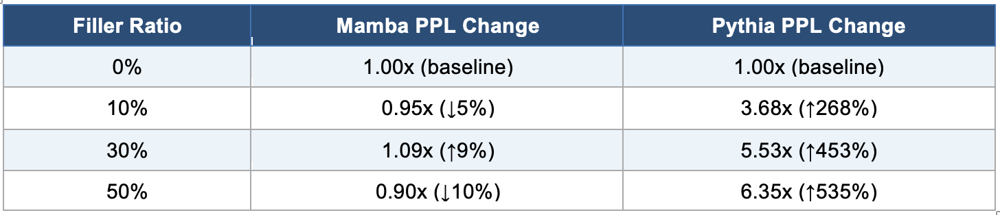 Filler Ratio Mamba PPL Change Pythia PPL Change
0% 1.00x (baseline) 1.00x (baseline)
10% 0.95x (↓5%) 3.68x (↑268%)
30% 1.09x (↑9%) 5.53x (↑453%)
50% 0.90x (↓10%) 6.35x (↑535%)